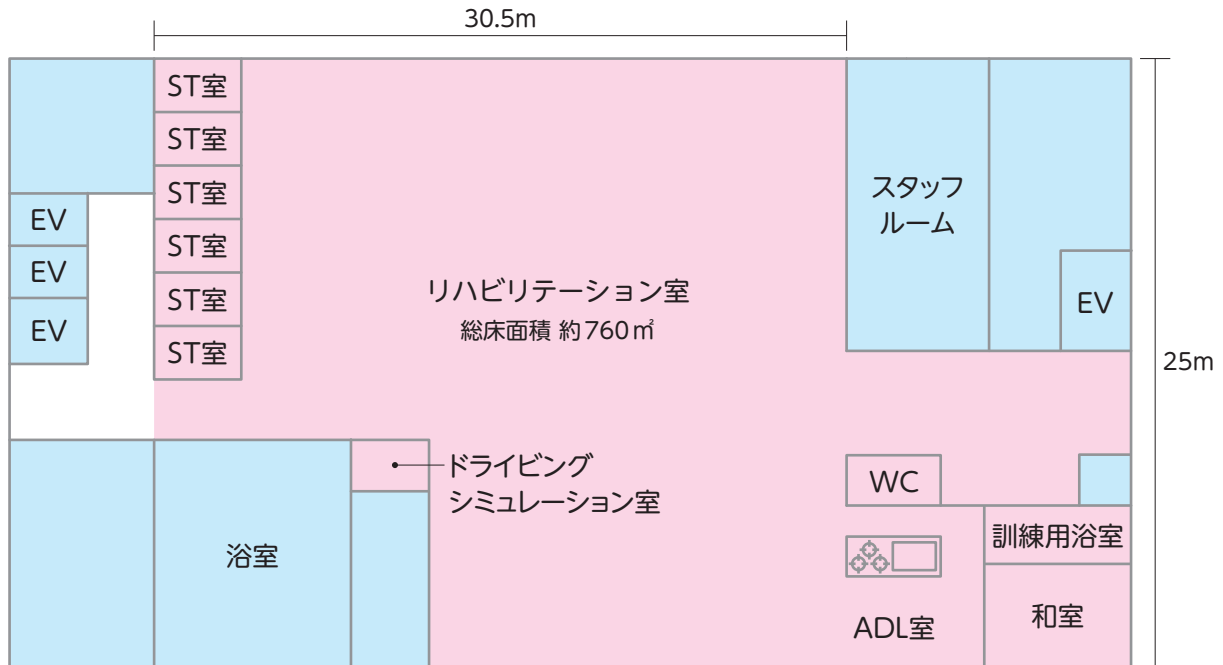 30.5m
ST室
ST室
ST室
ST室
ST室
ST室
EV
EV
EV
スタッフ
ルーム
EV
リハビリテーション室
総床面積 約760㎡
25m
ドライビング
シミュレーション室
WC
浴室
訓練用浴室
ADL室
和室